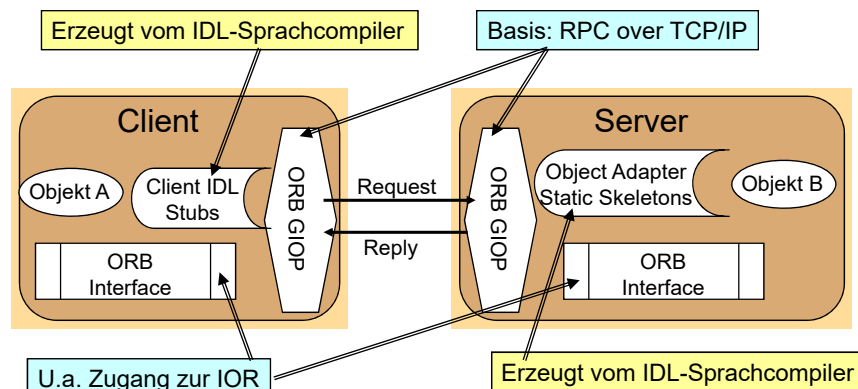 Erzeugt vom IDL-Sprachcompiler
Basis: RPC over TCP/IP
Client
Server
Objekt A
Client IDL
Stubs
ORB GIOP
Request
Reply
ORB GIOP
Object Adapter
Static Skeletons
Objekt B
ORB
Interface
ORB
Interface
U.a. Zugang zur IOR
Erzeugt vom IDL-Sprachcompiler